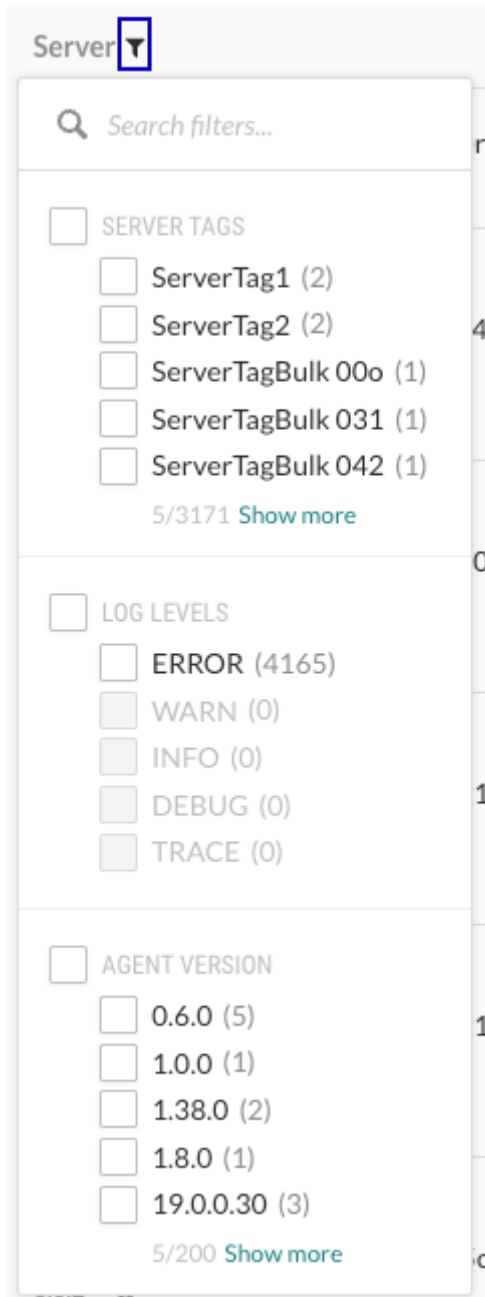 Server
Search filters...
SERVER TAGS
ServerTag1 (2)
ServerTag2 (2)
ServerTagBulk 00o (1)
ServerTagBulk 031 (1)
ServerTagBulk 042 (1)
5/3171 Show more
LOG LEVELS
ERROR (4165)
WARN (0)
INFO (0)
DEBUG (0)
TRACE (0)
AGENT VERSION
0.6.0 (5)
1.0.0 (1)
1.38.0 (2)
1.8.0 (1)
19.0.0.30 (3)
5/200 Show more